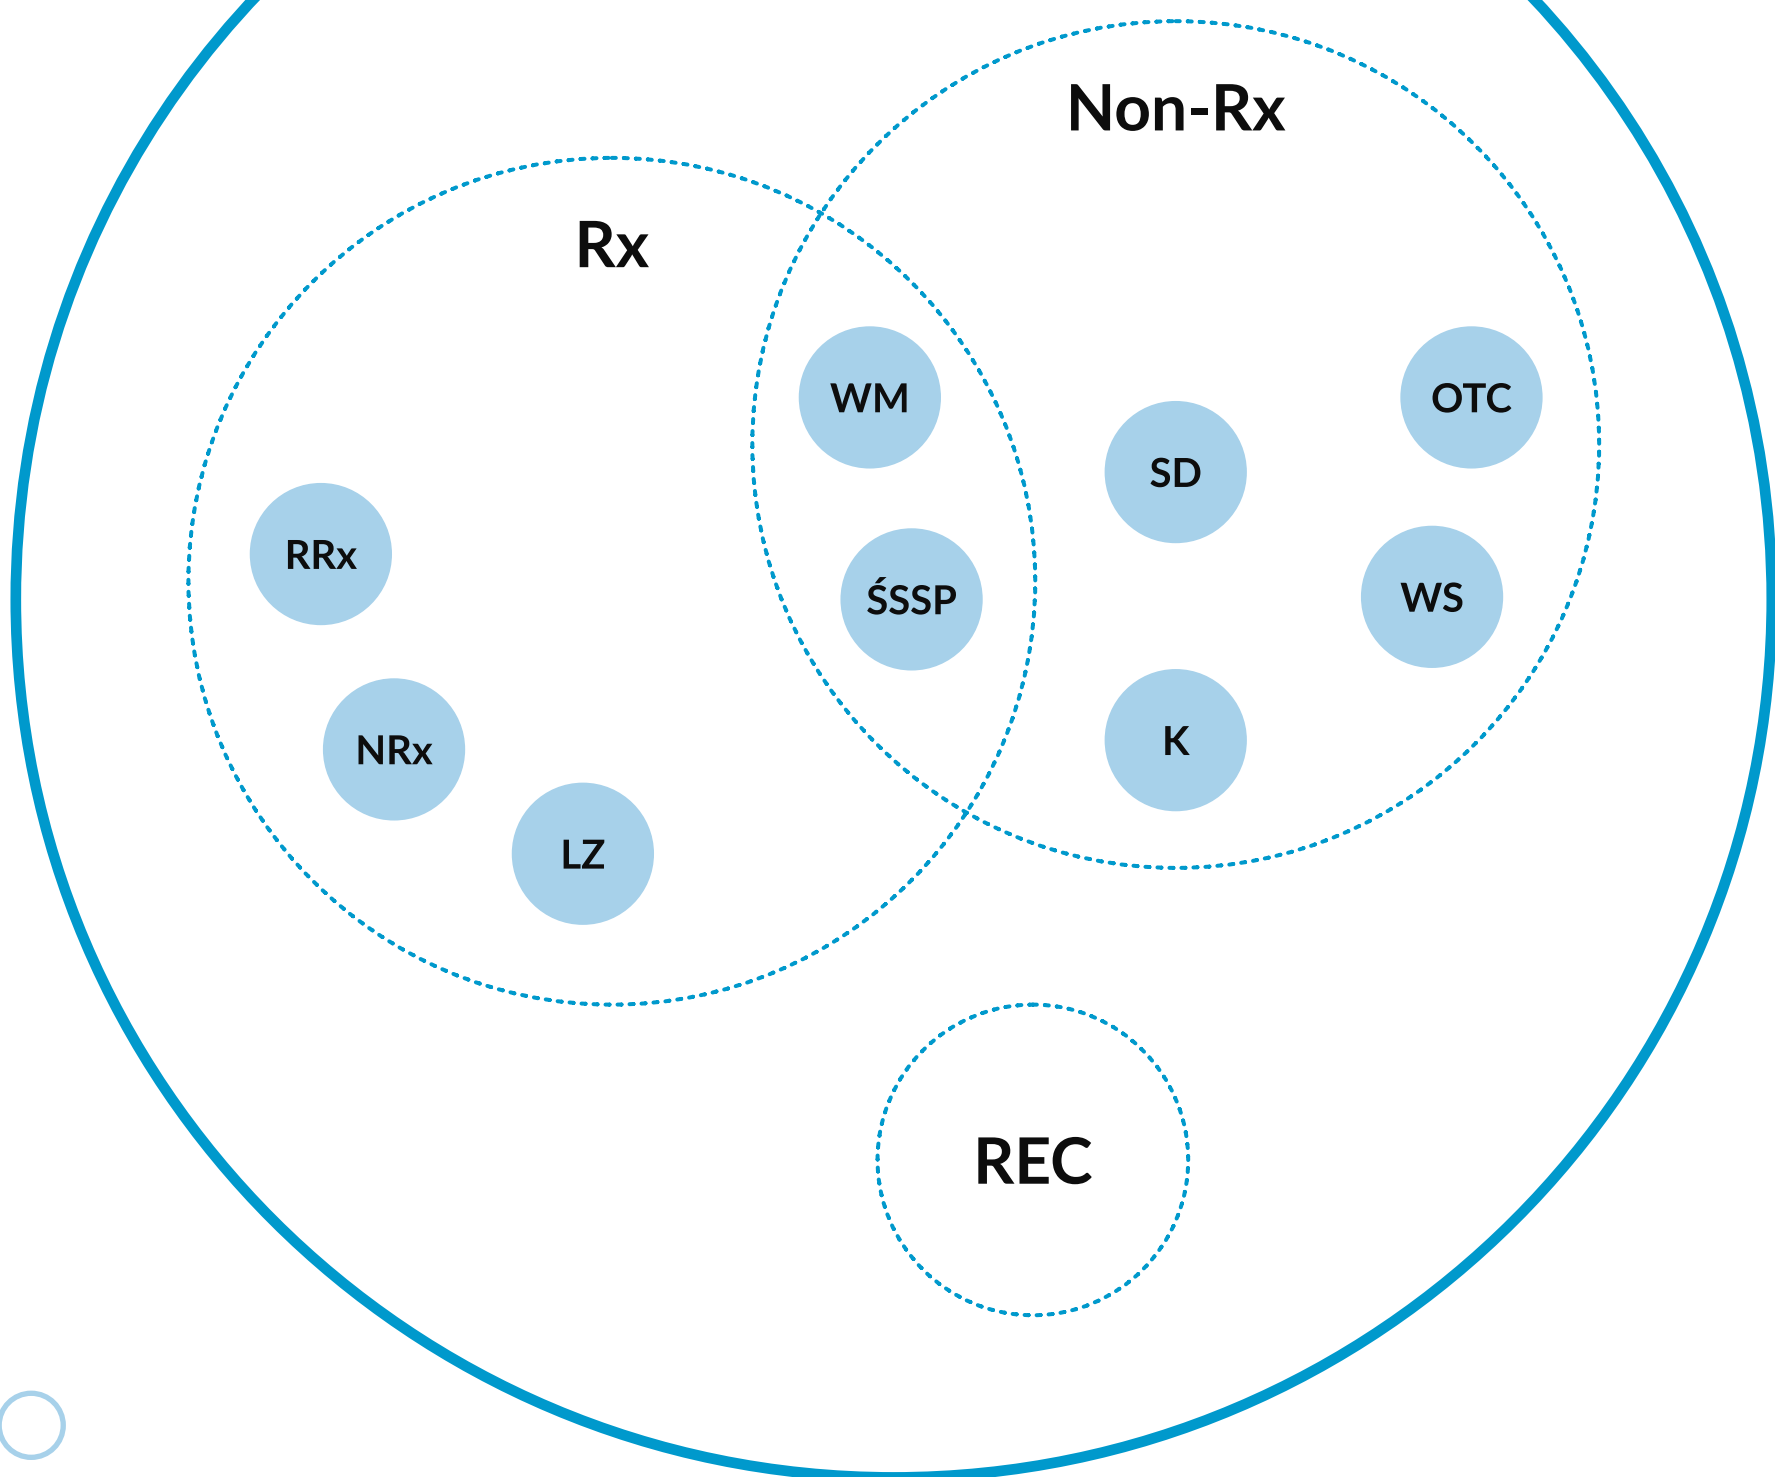 Non-Rx
Rx
WM
OTC
SD
RRx
ŚSSP
WS
NRx
K
LZ
REC